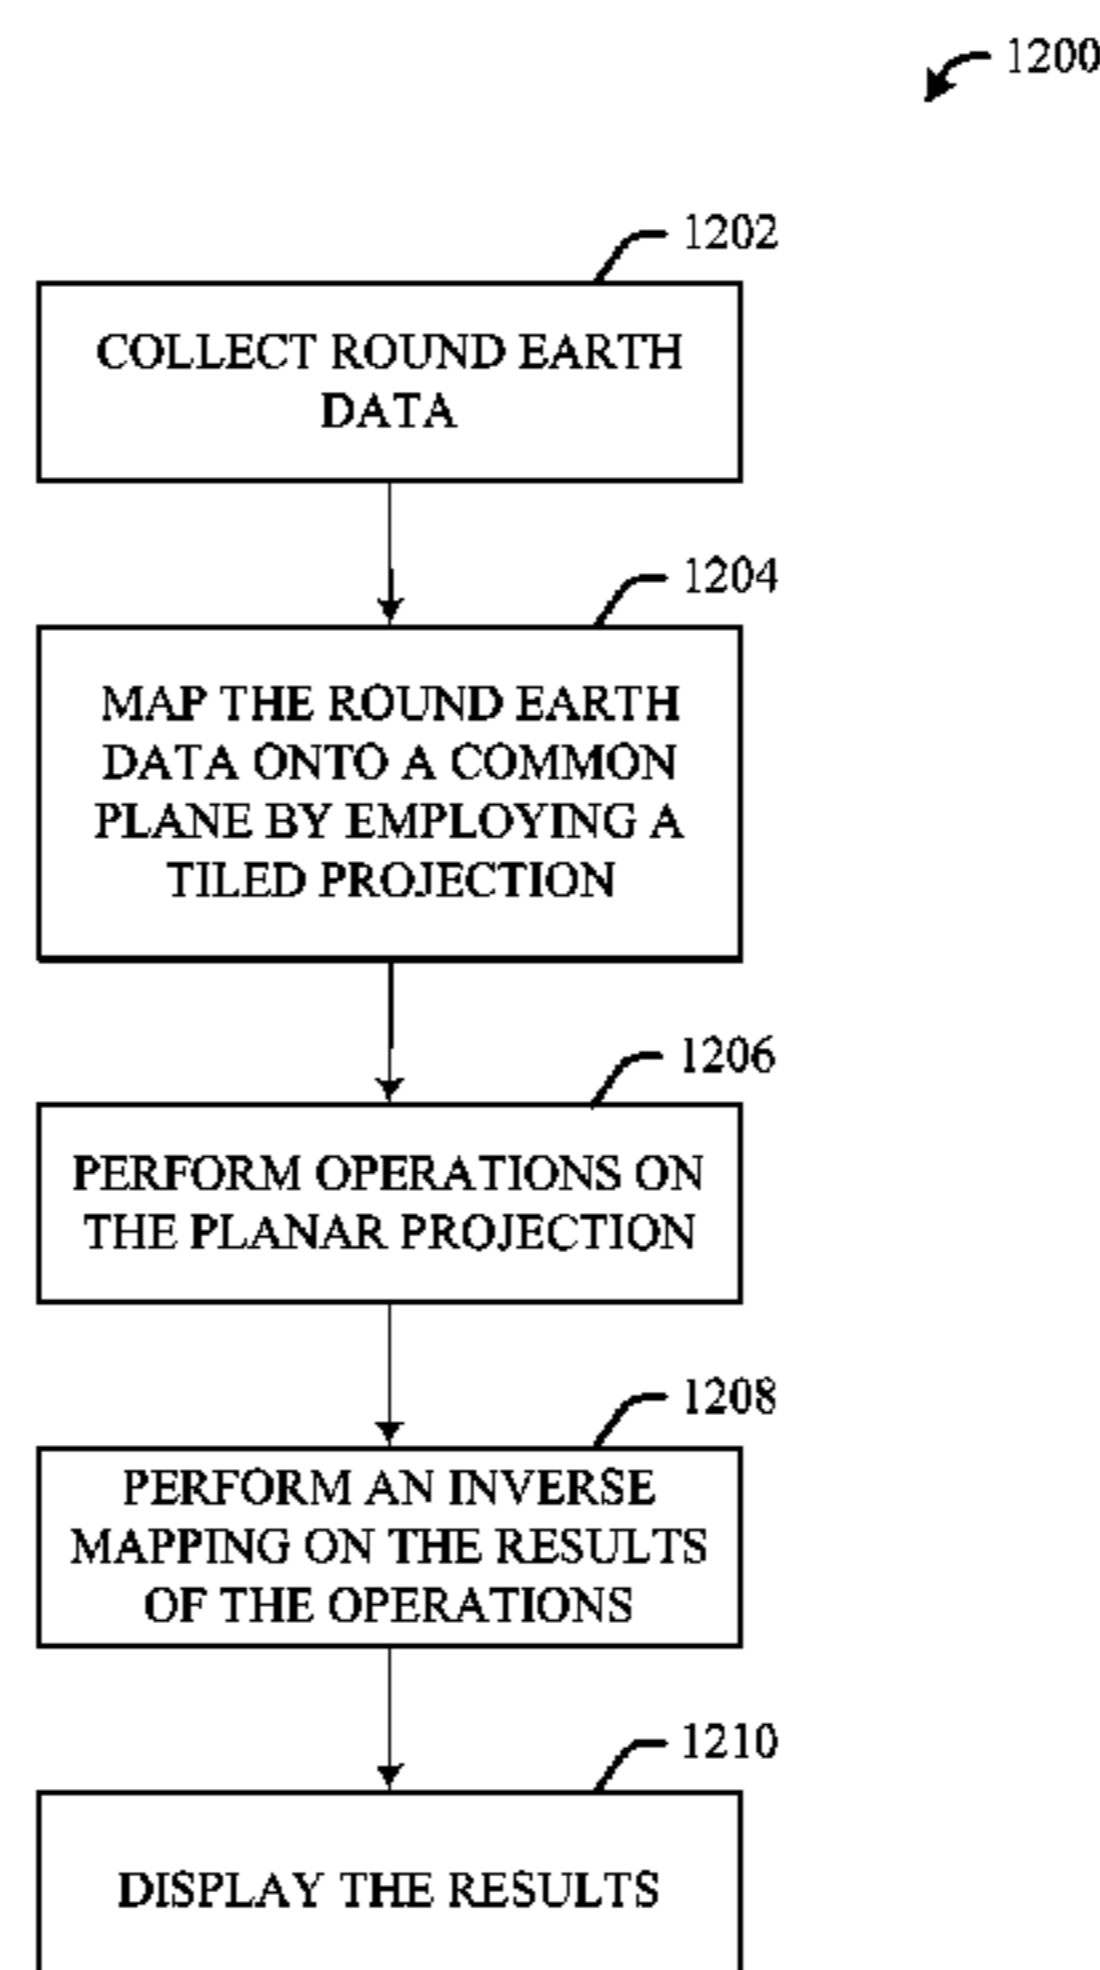 1200
1202
COLLECT ROUND EARTH
DATA
1204
MAP THE ROUND EARTH
DATA ONTO A COMMON
PLANE BY EMPLOYING A
TILED PROJECTION
1206
PERFORM OPERATIONS ON
THE PLANAR PROJECTION
1208
PERFORM AN INVERSE
MAPPING ON THE RESULTS
OF THE OPERATIONS
1210
DISPLAY THE RESULTS